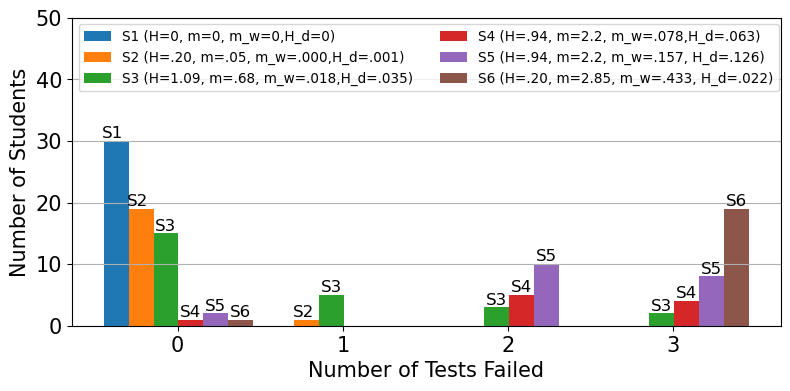 50
S1 (H=0, m=0, m_w=0,H_d=0)
S2 (H=.20, m=.05, m_w=.000,H_d=.001)
S3 (H=1.09, m=.68, m_w=.018,H_d=.035)
S4 (H=.94, m=2.2, m_w=.078,H_d=.063)
S5 (H=.94, m=2.2, m_w=.157, H_d=.126)
S6 (H=.20, m=2.85, m_w=.433, H_d=.022)
40
30
20
10
0
Number of Students
S1
S2
S3
S4
S5
S6
S2
S3
S3
S4
S5
S3
S4
S5
S6
0 1 2 3
Number of Tests Failed